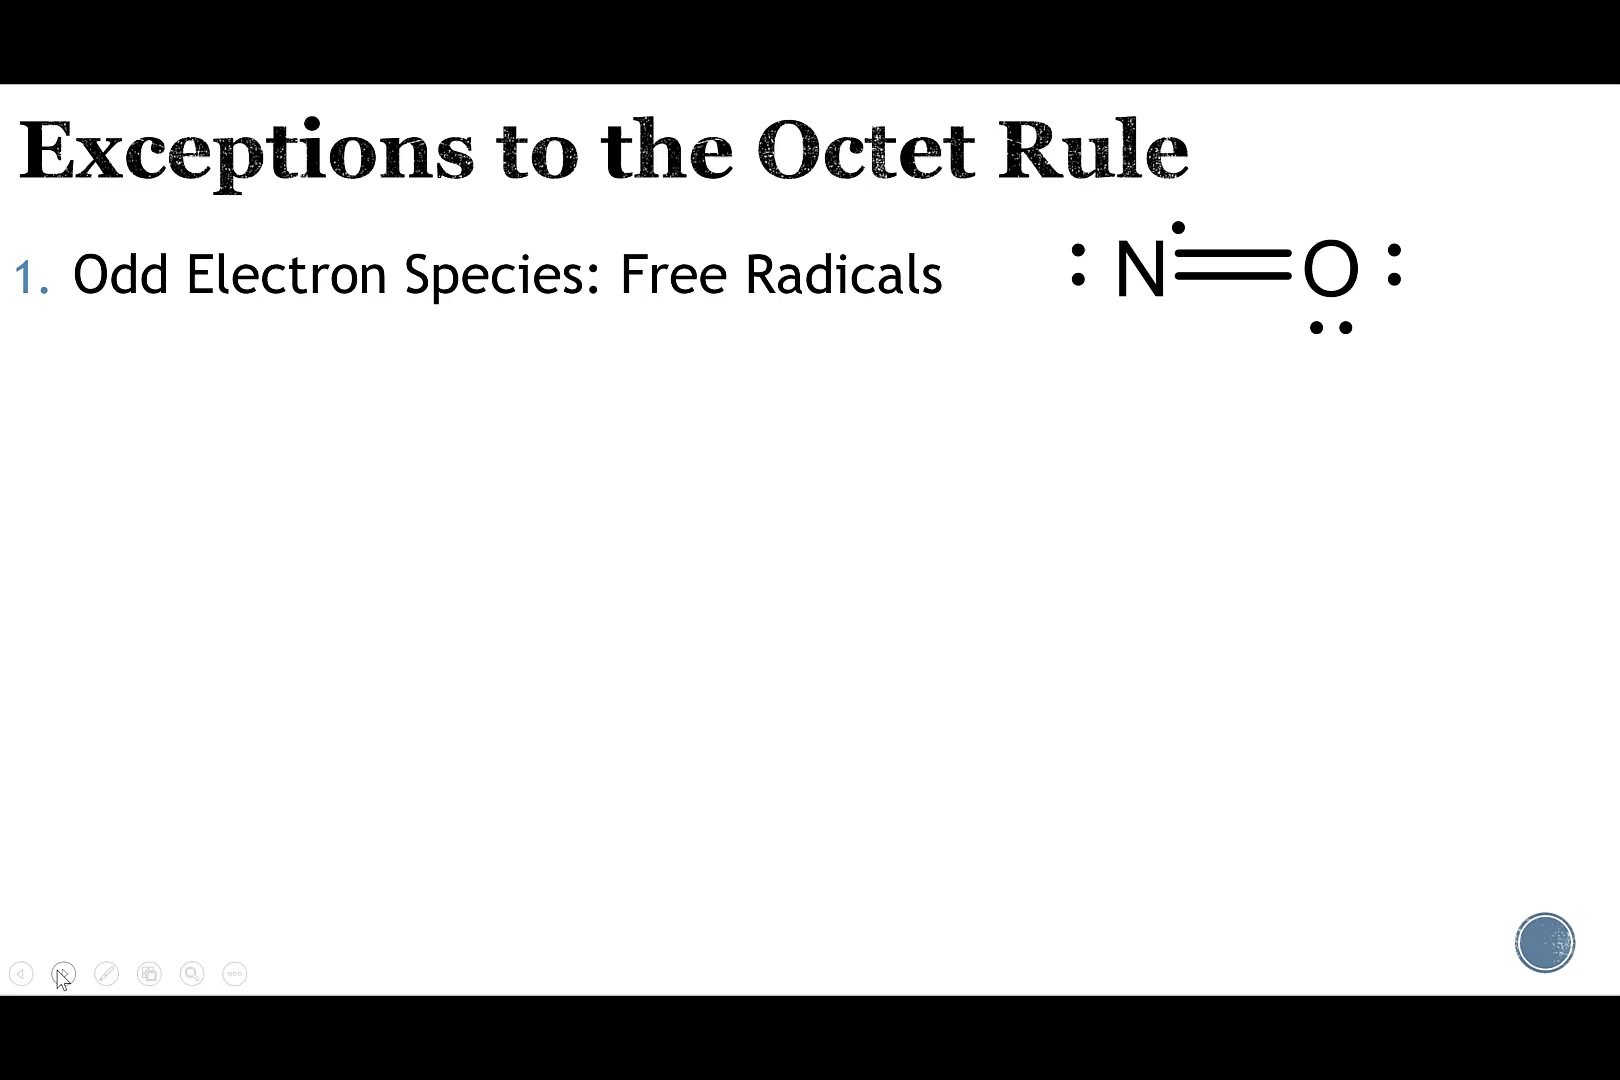 Exceptions to the Octet Rule
1. Odd Electron Species: Free Radicals
N O